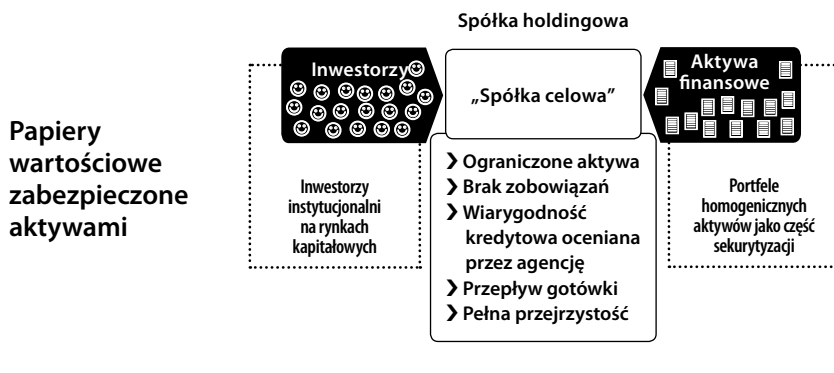 Spółka holdingowa
Papiery
wartościowe
zabezpieczone
aktywami
Inwestorzy
Inwestorzy
instytucjonalni
na rynkach
kapitałowych
„Spółka celowa”
❯ Ograniczone aktywa
❯ Brak zobowiązań
❯ Wiarygodność
kredytowa oceniana
przez agencję
❯ Przepływ gotówki
❯ Pełna przejrzystość
Aktywa
finansowe
Portfele
homogenicznych
aktywów jako część
sekurytyzacji